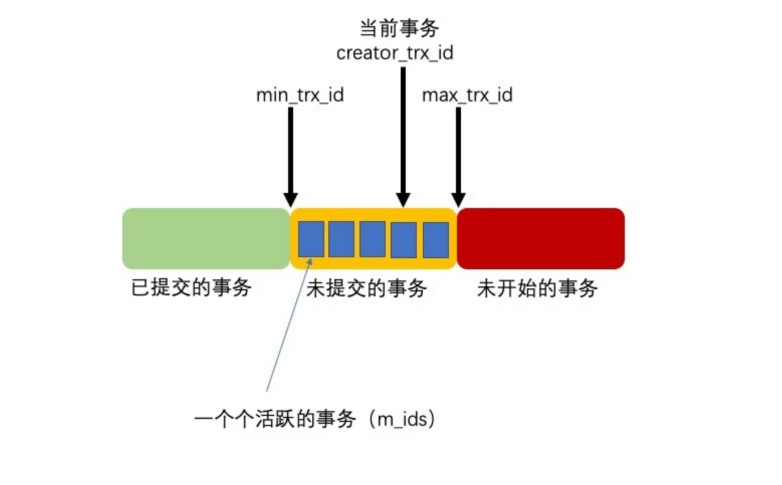 当前事务
creator_trx_id
min_trx_id
max_trx_id
已提交的事务
未提交的事务
未开始的事务
一个个活跃的事务（m_ids）